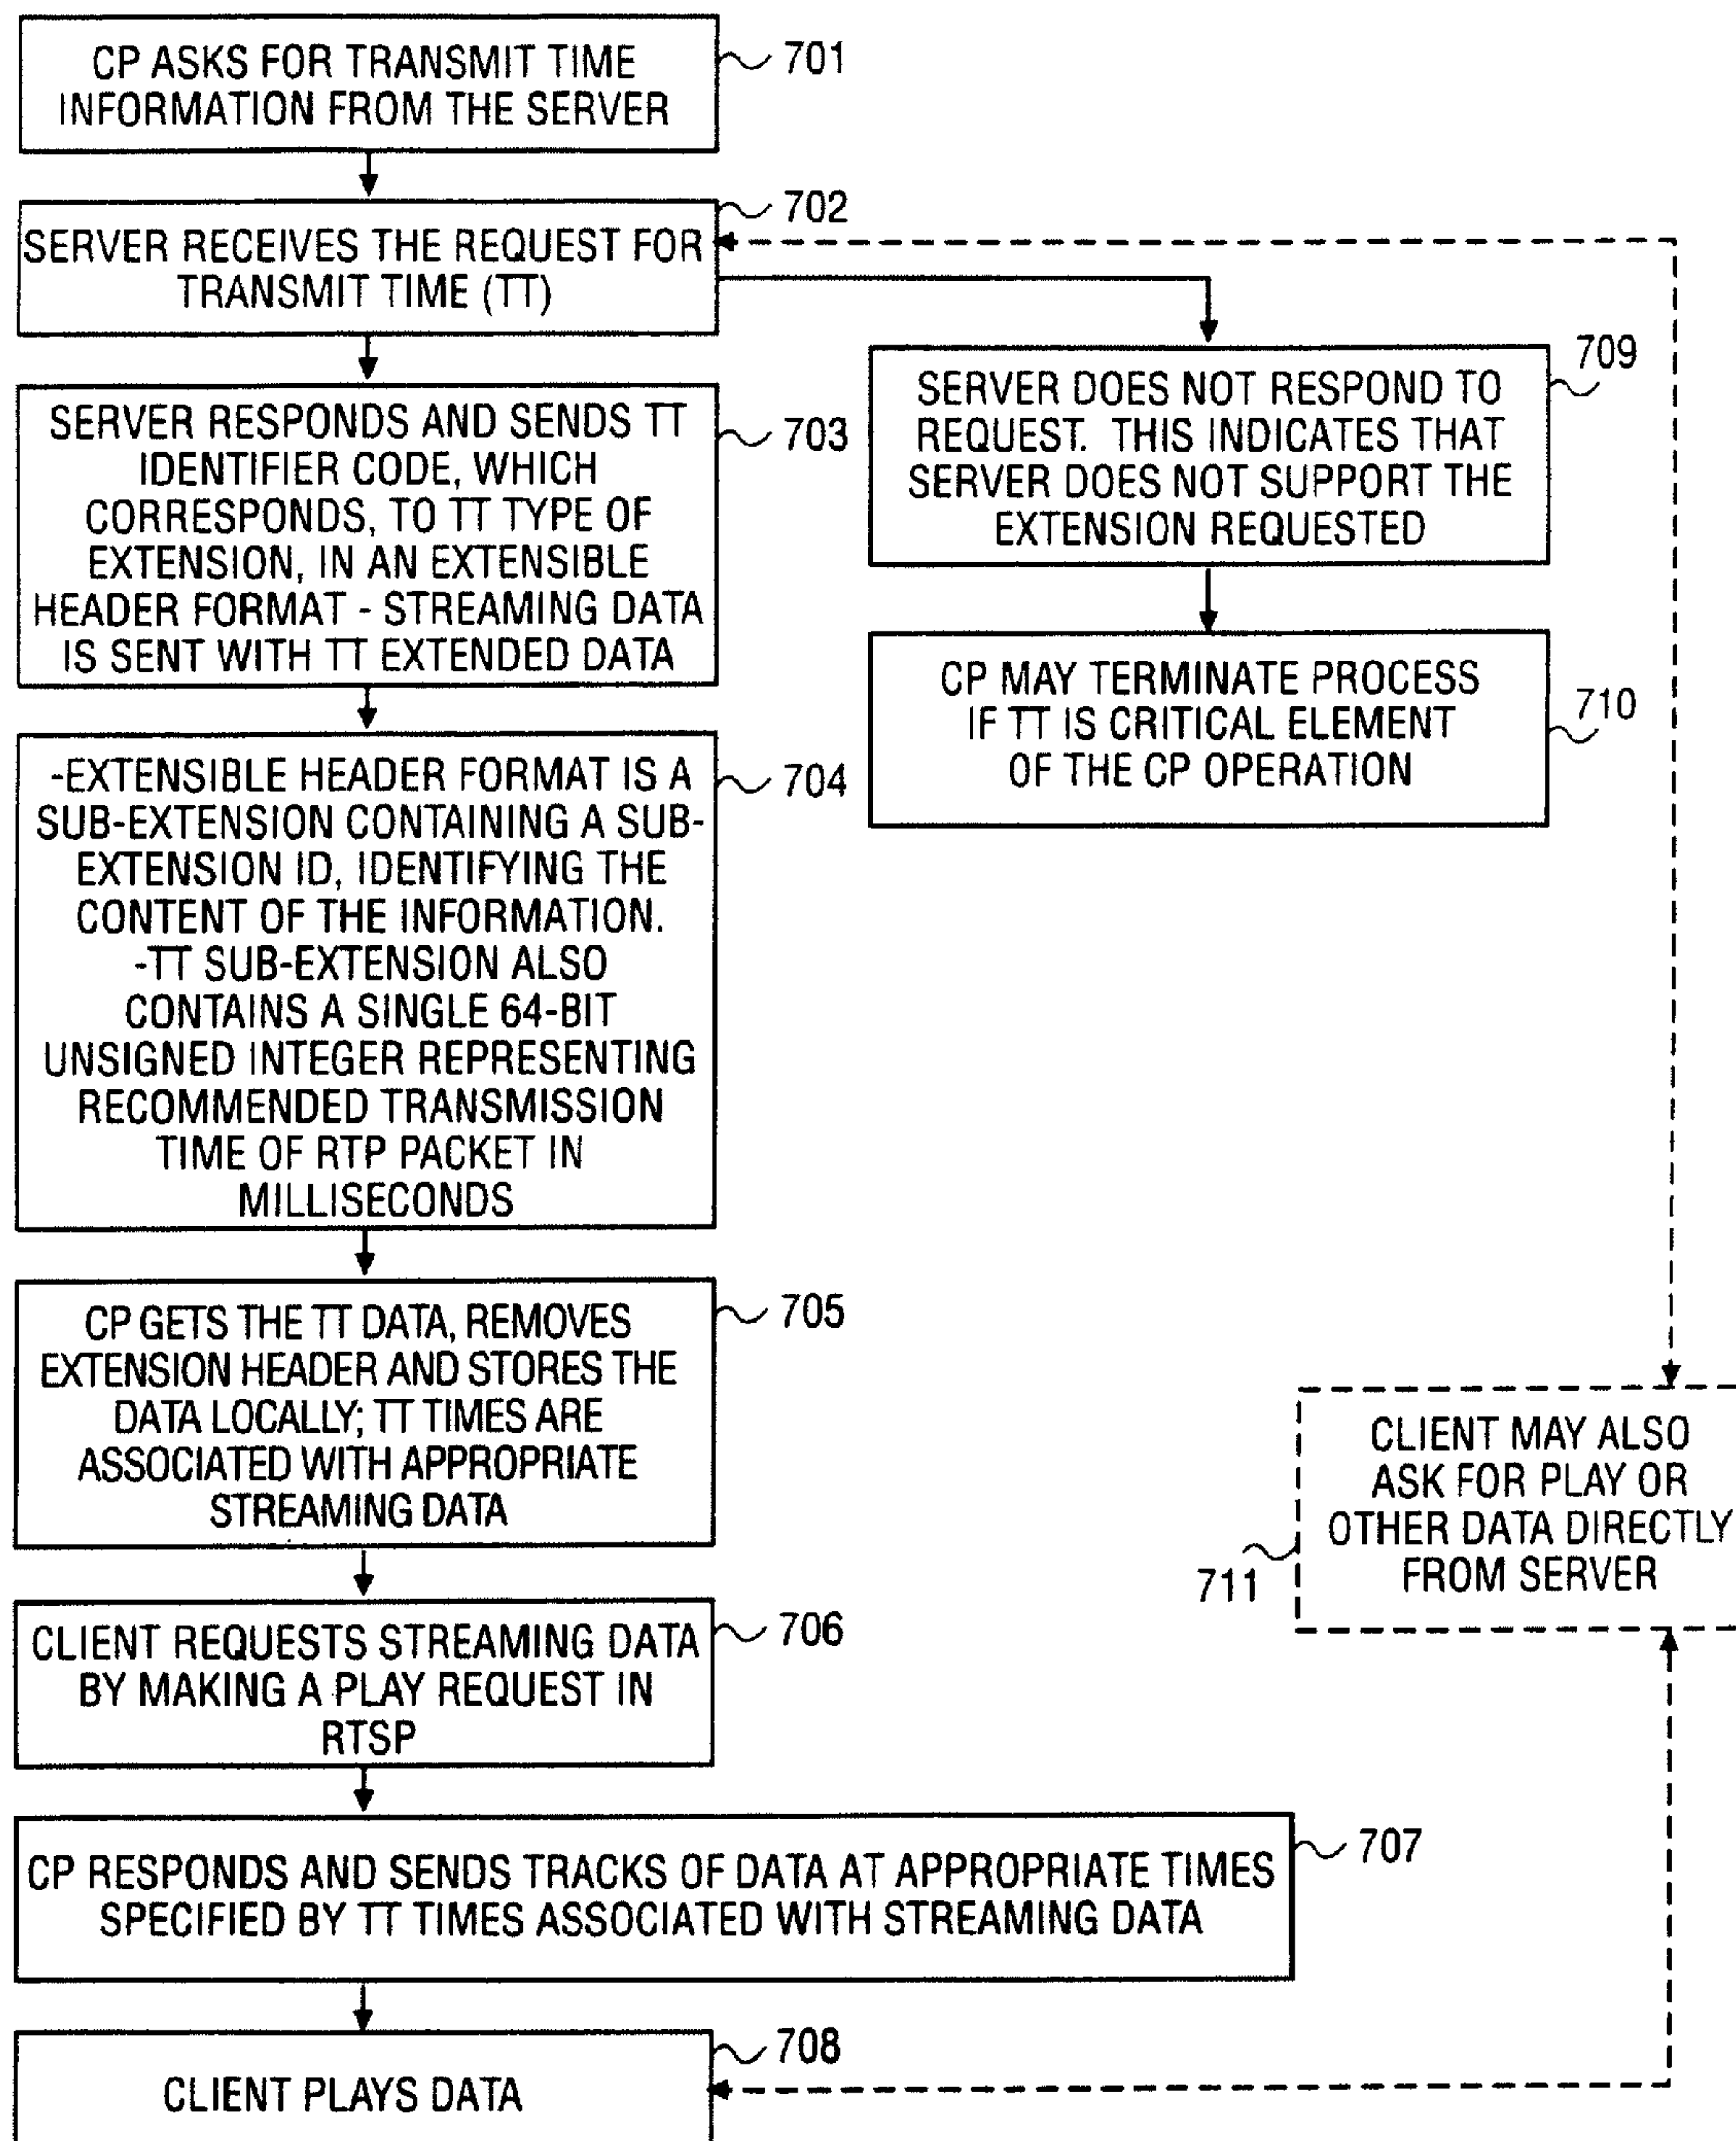 CP ASKS FOR TRANSMIT TIME
INFORMATION FROM THE SERVER
701
SERVER RECEIVES THE REQUEST FOR
TRANSMIT TIME (TT)
702
SERVER RESPONDS AND SENDS TT
IDENTIFIER CODE, WHICH
CORRESPONDS, TO TT TYPE OF
EXTENSION, IN AN EXTENSIBLE
HEADER FORMAT - STREAMING DATA
IS SENT WITH TT EXTENDED DATA
703
SERVER DOES NOT RESPOND TO
REQUEST. THIS INDICATES THAT
SERVER DOES NOT SUPPORT THE
EXTENSION REQUESTED
709
CP MAY TERMINATE PROCESS
IF TT IS CRITICAL ELEMENT
OF THE CP OPERATION
710
-EXTENSIBLE HEADER FORMAT IS A
SUB-EXTENSION CONTAINING A SUB-
EXTENSION ID, IDENTIFYING THE
CONTENT OF THE INFORMATION.
-TT SUB-EXTENSION ALSO
CONTAINS A SINGLE 64-BIT
UNSIGNED INTEGER REPRESENTING
RECOMMENDED TRANSMISSION
TIME OF RTP PACKET IN
MILLISECONDS
704
CP GETS THE TT DATA, REMOVES
EXTENSION HEADER AND STORES THE
DATA LOCALLY; TT TIMES ARE
ASSOCIATED WITH APPROPRIATE
STREAMING DATA
705
CLIENT MAY ALSO
ASK FOR PLAY OR
OTHER DATA DIRECTLY
FROM SERVER
711
CLIENT REQUESTS STREAMING DATA
BY MAKING A PLAY REQUEST IN
RTSP
706
CP RESPONDS AND SENDS TRACKS OF DATA AT APPROPRIATE TIMES
SPECIFIED BY TT TIMES ASSOCIATED WITH STREAMING DATA
707
CLIENT PLAYS DATA
708